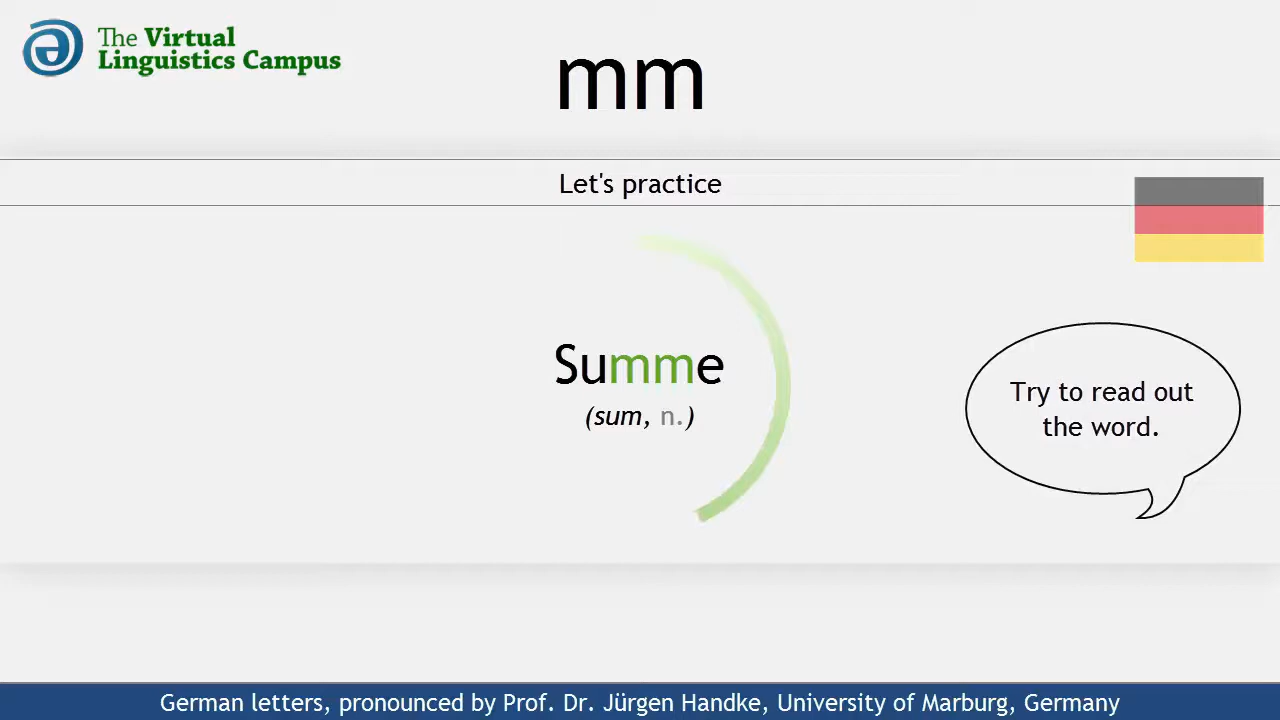 The Virtual
Linguistics Campus
mm
Let's practice
Summe
(sum, n.)
Try to read out
the word.
German letters, pronounced by Prof. Dr. Jürgen Handke, University of Marburg, Germany